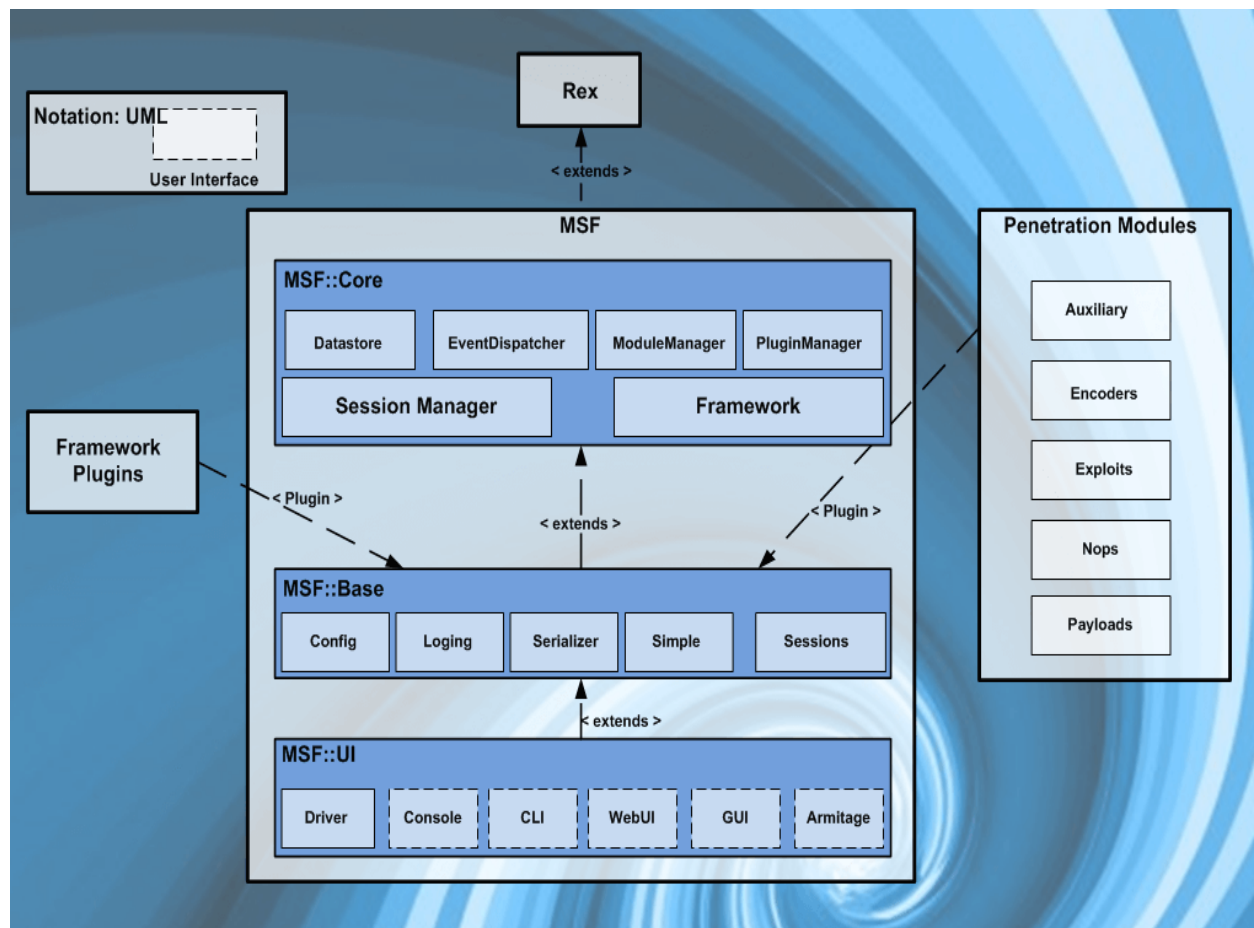 Rex
Notation: UML
User Interface
< extends >
MSF
Penetration Modules
MSF::Core
Datastore
EventDispatcher
ModuleManager
PluginManager
Session Manager
Framework
Auxiliary
Encoders
Exploits
Nops
Payloads
Framework
Plugins
< Plugin >
< extends >
< Plugin >
MSF::Base
Config
Loging
Serializer
Simple
Sessions
< extends >
MSF::UI
Driver
Console
CLI
WebUI
GUI
Armitage